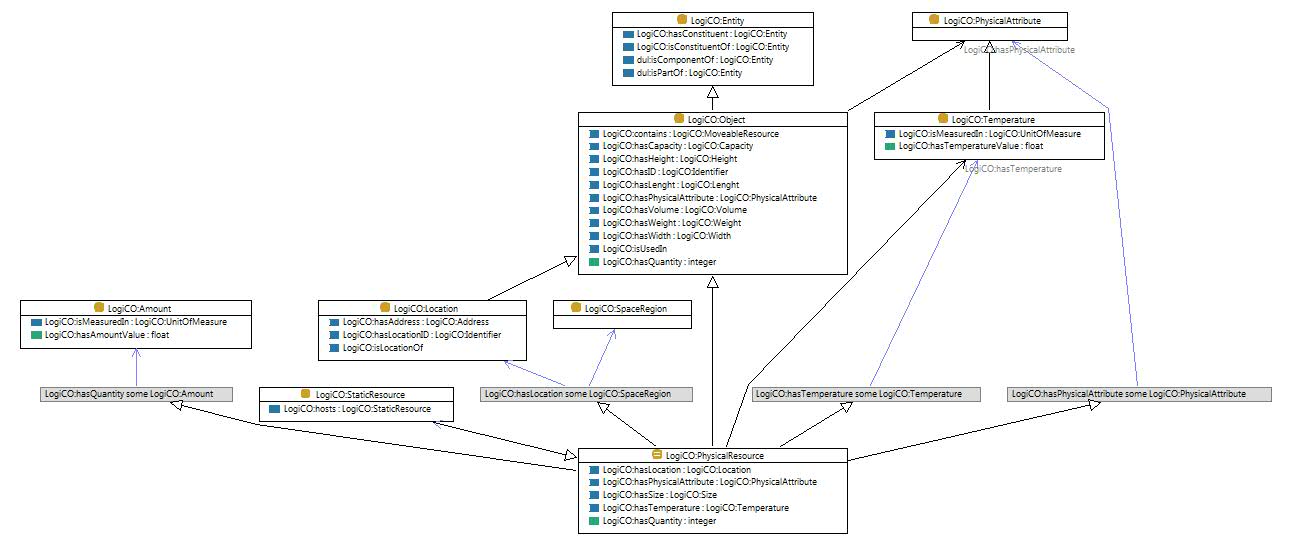 LogiCO:Entity
LogiCO:hasConstituent : LogiCO:Entity
LogiCO:isConstituentOf : LogiCO:Entity
dul:isComponentOf : LogiCO:Entity
dul:isPartOf : LogiCO:Entity
LogiCO:PhysicalAttribute
LogiCO:hasPhysicalAttribute
LogiCO:Object
LogiCO:contains : LogiCO:MoveableResource
LogiCO:hasCapacity : LogiCO:Capacity
LogiCO:hasHeight : LogiCO:Height
LogiCO:hasID : LogiCO:Identifier
LogiCO:hasLenght : LogiCO:Lenght
LogiCO:hasPhysicalAttribute : LogiCO:PhysicalAttribute
LogiCO:hasVolume : LogiCO:Volume
LogiCO:hasWeight : LogiCO:Weight
LogiCO:hasWidth : LogiCO:Width
LogiCO:isUsedIn
LogiCO:hasQuantity : integer
LogiCO:Temperature
LogiCO:isMeasuredIn : LogiCO:UnitOfMeasure
LogiCO:hasTemperatureValue : float
LogiCO:hasTemperature
LogiCO:Amount
LogiCO:isMeasuredIn : LogiCO:UnitOfMeasure
LogiCO:hasAmountValue : float
LogiCO:Location
LogiCO:hasAddress : LogiCO:Address
LogiCO:hasLocationID : LogiCO:Identifier
LogiCO:isLocationOf
LogiCO:SpaceRegion
LogiCO:hasQuantity some LogiCO:Amount
LogiCO:StaticResource
LogiCO:hosts : LogiCO:StaticResource
LogiCO:hasLocation some LogiCO:SpaceRegion
LogiCO:hasTemperature some LogiCO:Temperature
LogiCO:hasPhysicalAttribute some LogiCO:PhysicalAttribute
LogiCO:PhysicalResource
LogiCO:hasLocation : LogiCO:Location
LogiCO:hasPhysicalAttribute : LogiCO:PhysicalAttribute
LogiCO:hasSize : LogiCO:Size
LogiCO:hasTemperature : LogiCO:Temperature
LogiCO:hasQuantity : integer